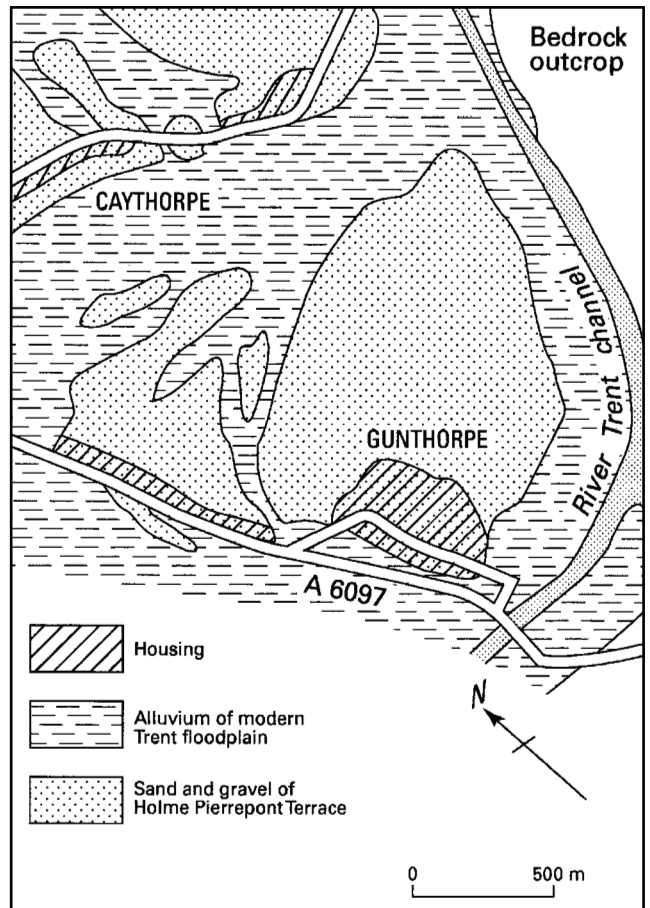 Bedrock
outcrop
CAYTHORPE
River Trent channel
GUNTHORPE
A 6097
Housing
Alluvium of modern
Trent floodplain
Sand and gravel of
Holme Pierrepont Terrace
N
0 500 m